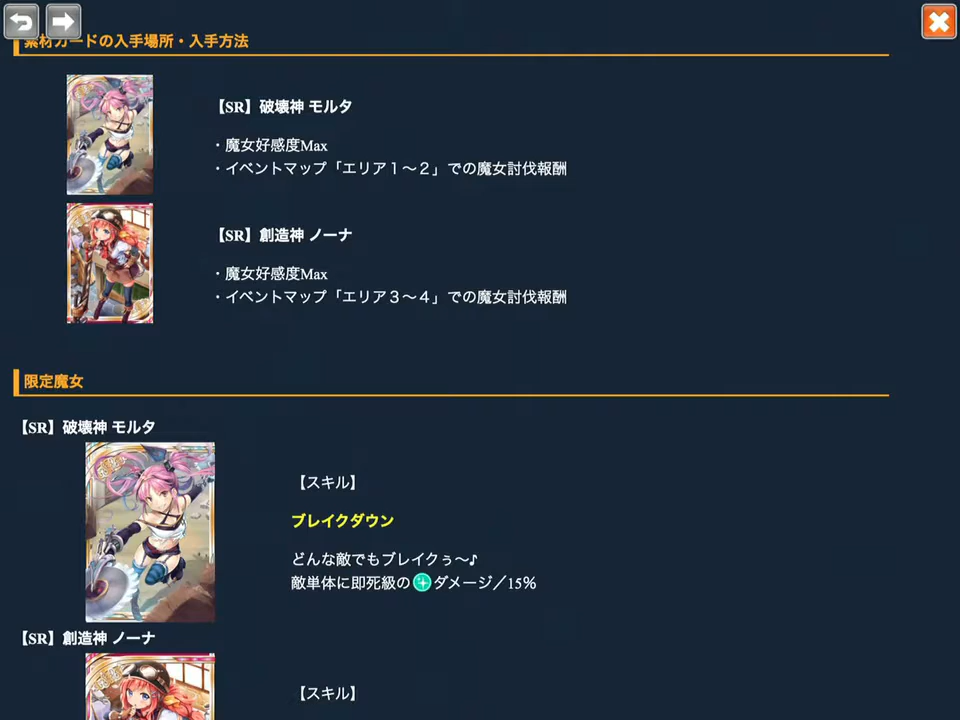 素材カードの入手場所・入手方法
【SR】破壊神 モルタ
・魔女好感度Max
・イベントマップ「エリア１〜２」での魔女討伐報酬
【SR】創造神 ノーナ
・魔女好感度Max
・イベントマップ「エリア３〜４」での魔女討伐報酬
限定魔女
【SR】破壊神 モルタ
【スキル】
ブレイクダウン
どんな敵でもブレイクぅ〜♪
敵単体に即死級のダメージ／15%
【SR】創造神 ノーナ
【スキル】